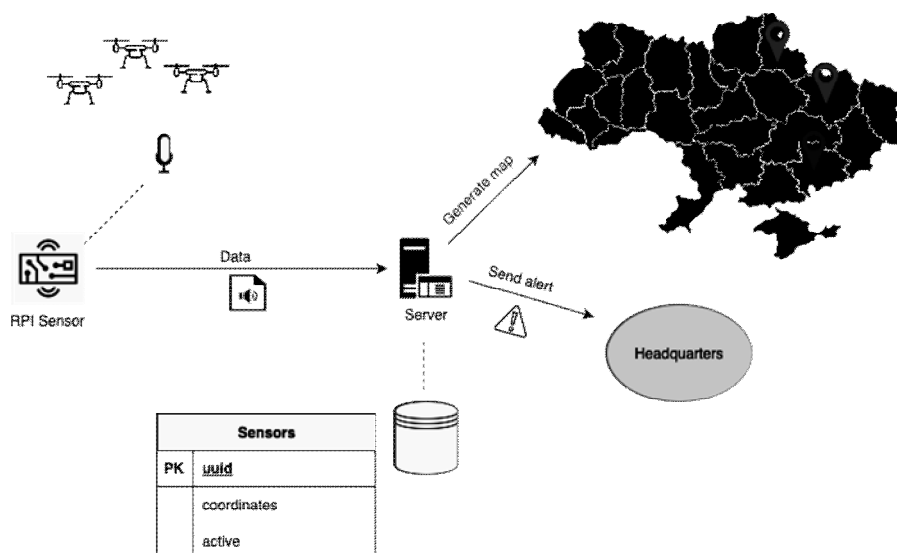 Generate map
Data
Send alert
RPI Sensor
Server
Headquarters
Sensors
PK uuid
coordinates
active